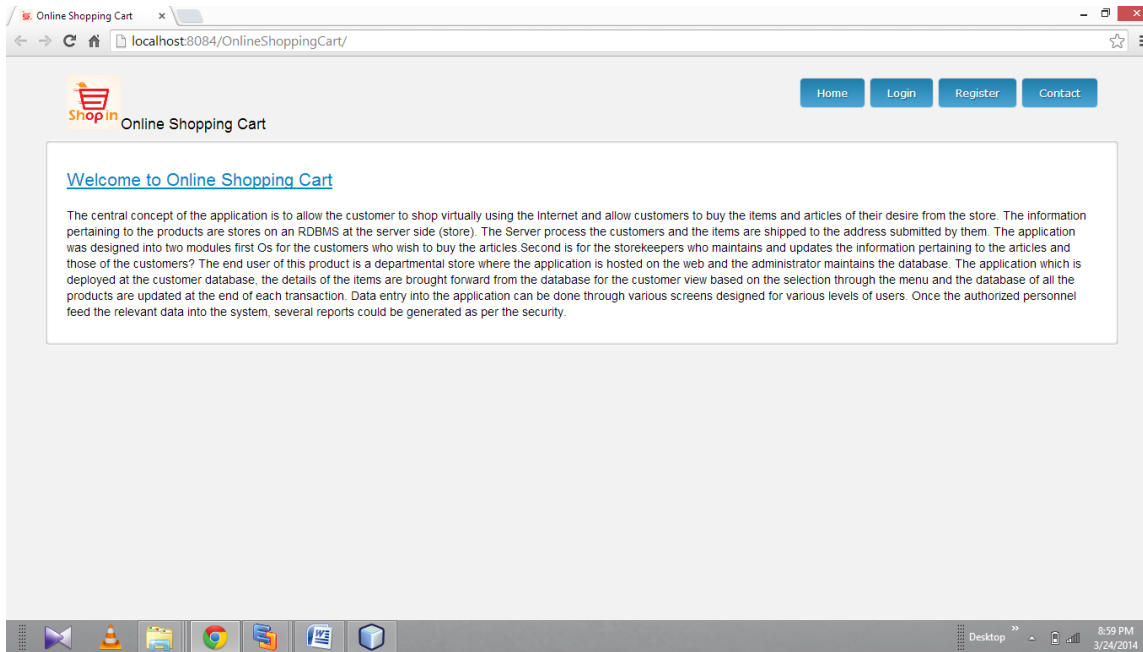 Online Shopping Cart
localhost:8084/OnlineShoppingCart/
Shop in
Online Shopping Cart
Home Login Register Contact
Welcome to Online Shopping Cart
The central concept of the application is to allow the customer to shop virtually using the Internet and allow customers to buy the items and articles of their desire from the store. The information
pertaining to the products are stores on an RDBMS at the server side (store). The Server process the customers and the items are shipped to the address submitted by them. The application
was designed into two modules first Os for the customers who wish to buy the articles.Second is for the storekeepers who maintains and updates the information pertaining to the articles and
those of the customers? The end user of this product is a departmental store where the application is hosted on the web and the administrator maintains the database. The application which is
deployed at the customer database, the details of the items are brought forward from the database for the customer view based on the selection through the menu and the database of all the
products are updated at the end of each transaction. Data entry into the application can be done through various screens designed for various levels of users. Once the authorized personnel
feed the relevant data into the system, several reports could be generated as per the security.
Desktop
8:59 PM
3/24/2014